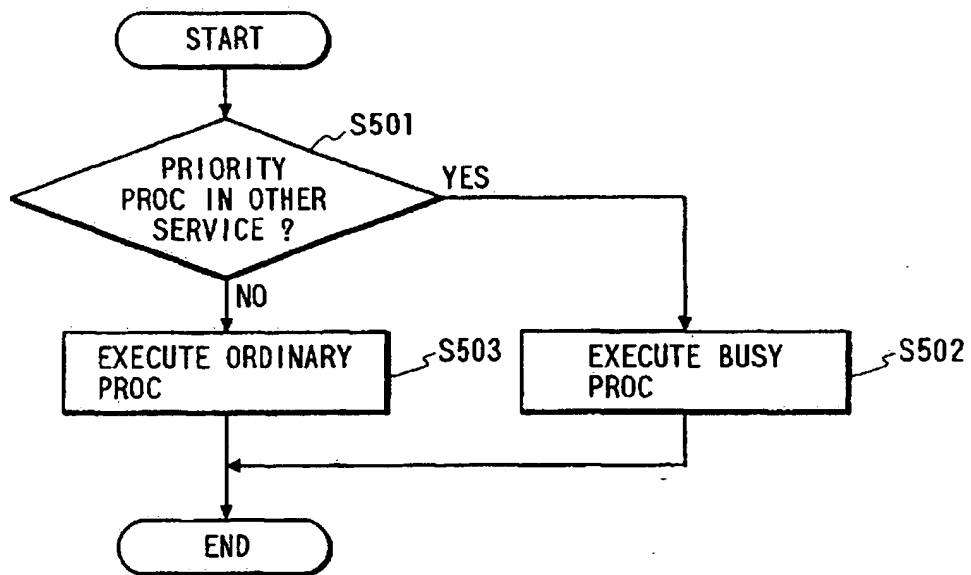 START
S501
PRIORITY
PROC IN OTHER
SERVICE ?
YES
NO
EXECUTE ORDINARY
PROC
S503
EXECUTE BUSY
PROC
S502
END